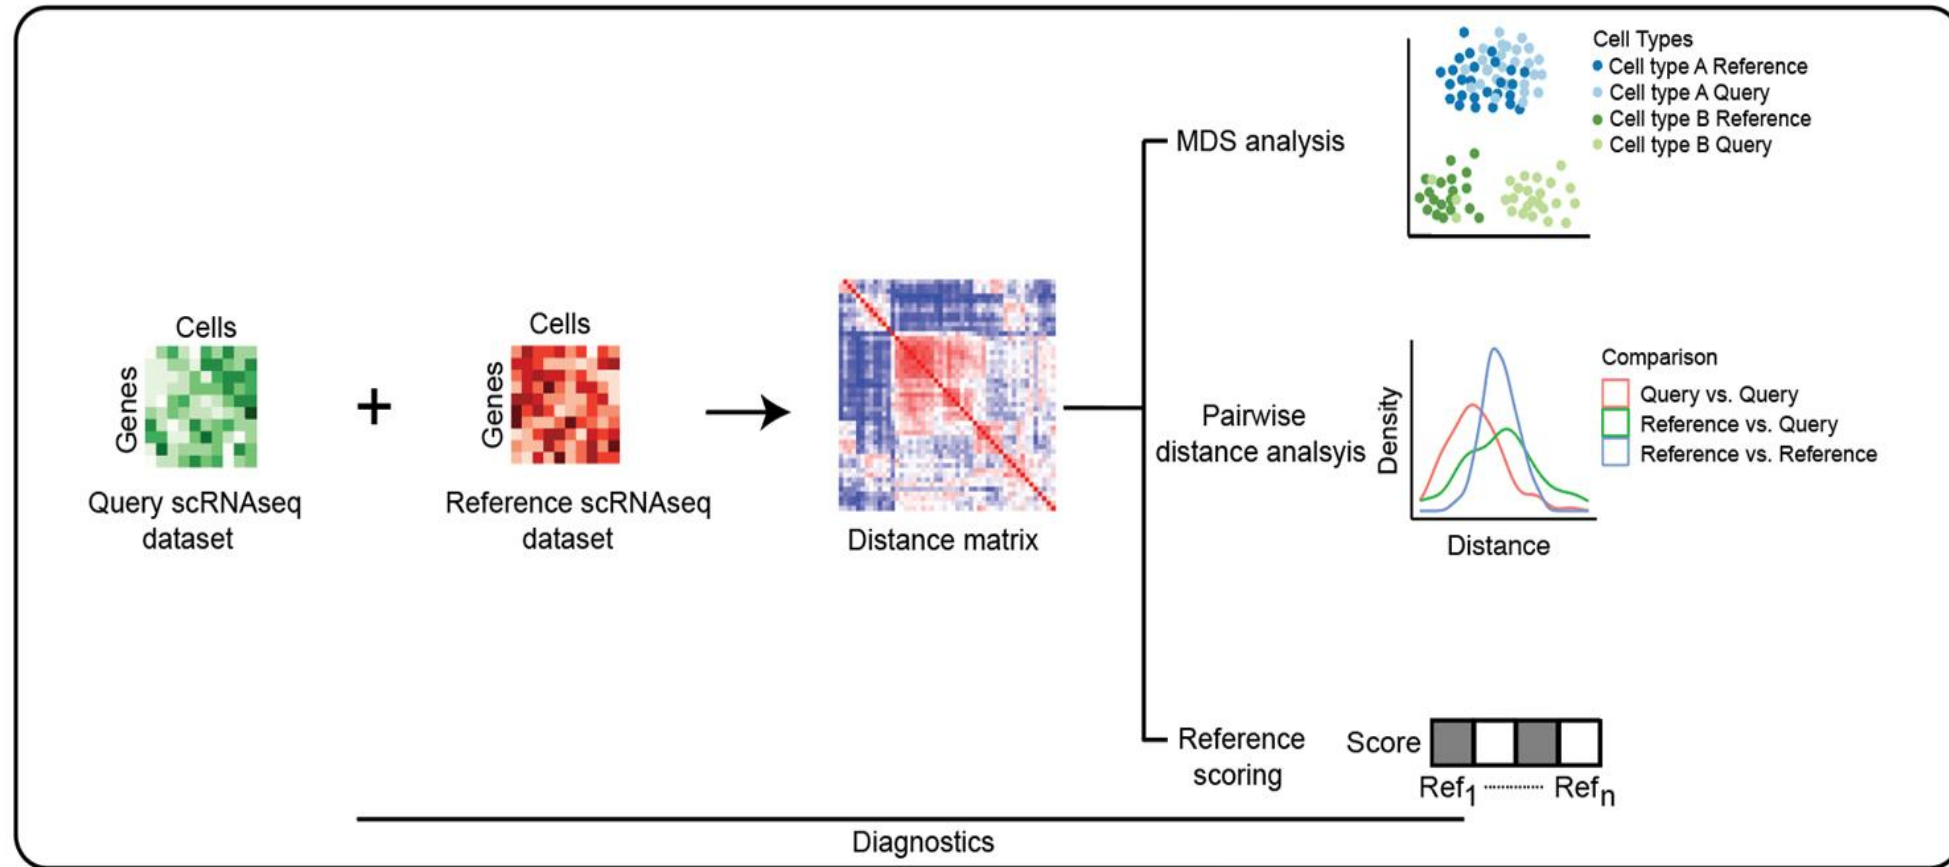 Cells
Genes
Query scRNAseq
dataset
+
Cells
Genes
Reference scRNAseq
dataset
Distance matrix
MDS analysis
Cell Types
Cell type A Reference
Cell type A Query
Cell type B Reference
Cell type B Query
Pairwise
distance analsyis
Density
Distance
Comparison
Query vs. Query
Reference vs. Query
Reference vs. Reference
Reference
scoring
Score
Ref1 ............ Refn
Diagnostics